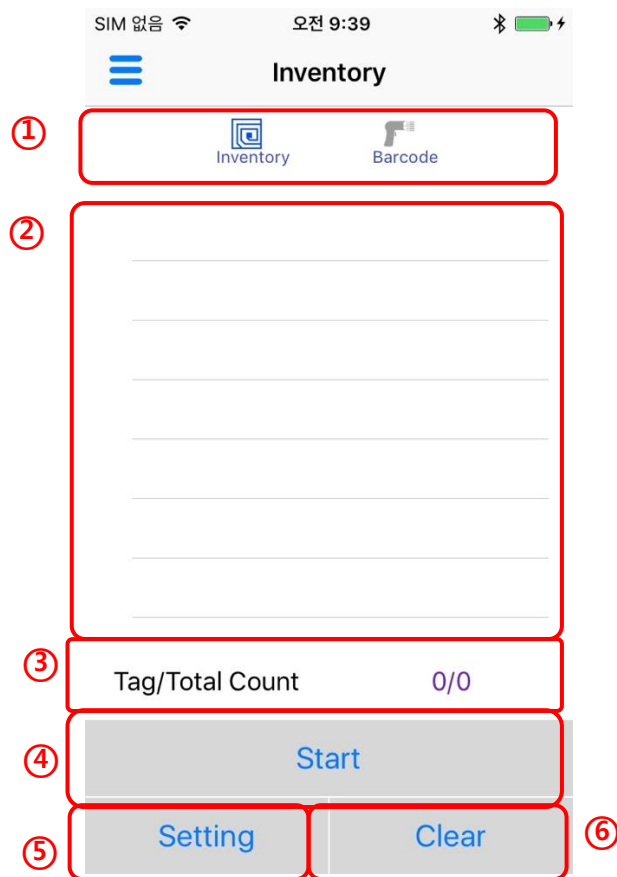 SIM 없음 오전 9:39
Inventory
① Inventory Barcode
②
③ Tag/Total Count 0/0
④ Start
⑤ Setting Clear ⑥